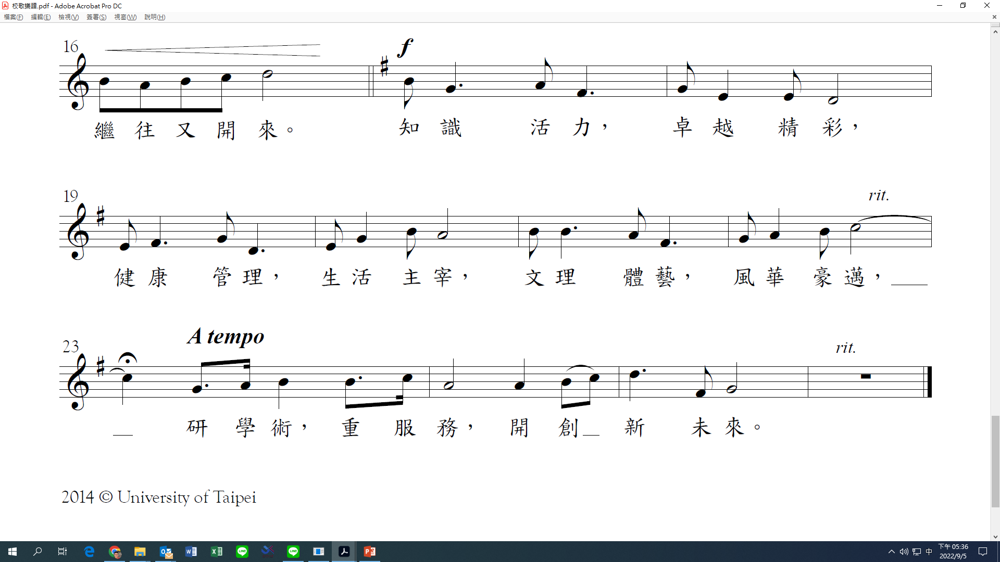 校歌樂譜.pdf - Adobe Acrobat Pro DC
檔案(F) 編輯(E) 檢視(V) 簽署(S) 視窗(W) 說明(H)
16
f
繼往又開來。 知識 活力， 卓越 精彩，
19
rit.
健康 管理， 生活 主宰， 文理 體藝， 風華 豪邁，
23
A tempo
rit.
研學術， 重服務， 開創 新未來。
2014 © University of Taipei
中
下午 05:36
2022/9/5